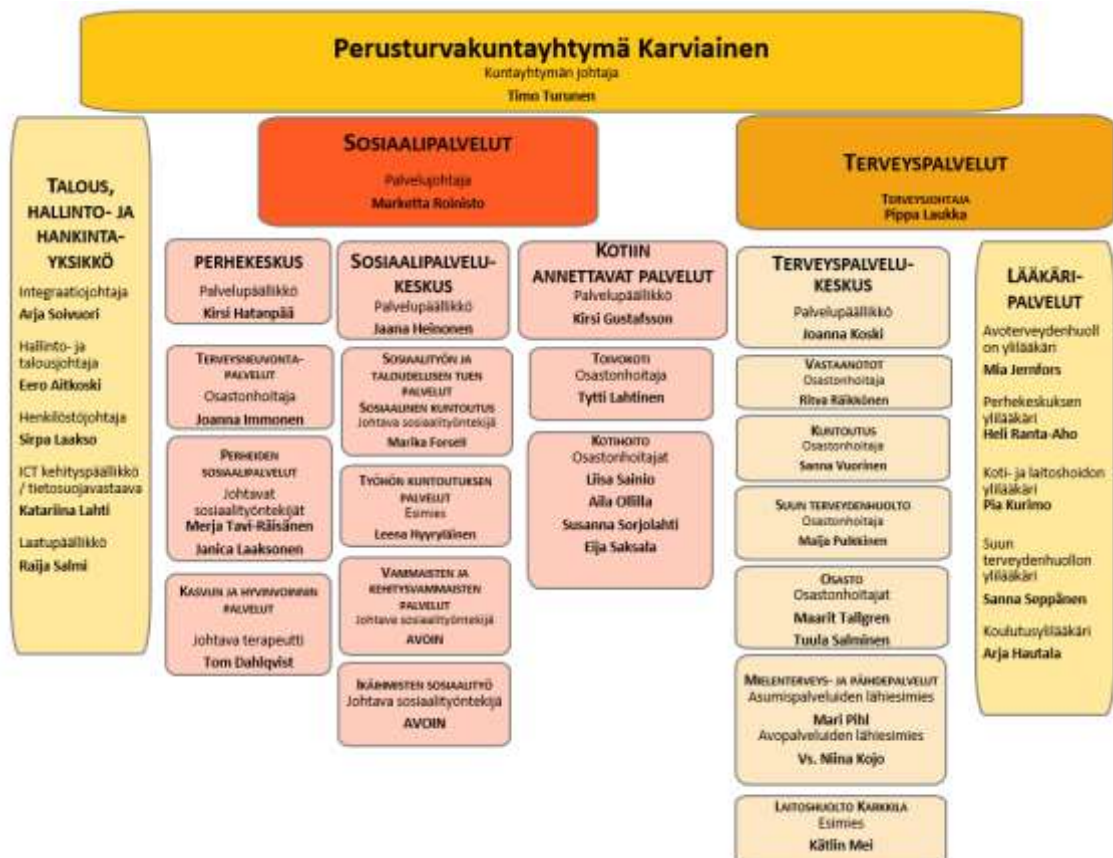 Perusturvakuntayhtymä Karviainen
Kuntayhtymän johtaja
Timo Turunen
TALOUS,
HALLINTO- JA
HANKINTA-
YKSIKKÖ
Integraatiojohtaja
Arja Soivuori
Hallinto- ja
talousjohtaja
Eero Aitkoski
Henkilöstöjohtaja
Sirpa Laakso
ICT kehityspäällikkö
/ tietosuojavastaava
Katariina Lahti
Laatupäällikkö
Raija Salmi
SOSIAALIPALVELUT
Palvelujohtaja
Marketta Roinisto
PERHEKESKUS
Palvelupäällikkö
Kirsi Hatanpää
TERVEYSNEUVONTA-
PALVELUT
Osastonhoitaja
Joanna Immonen
PERHEIDEN
SOSIAALIPALVELUT
Johtavat
sosiaalityöntekijät
Merja Tavi-Räisänen
Janica Laaksonen
KASVUN JA HYVINVOINNIN
PALVELUT
Johtava terapeutti
Tom Dahlqvist
SOSIAALIPALVELU-
KESKUS
Palvelupäällikkö
Jaana Heinonen
SOSIAALITYÖN JA
TALOUDELLISEN TUEN
PALVELUT
SOSIAALINEN KUNTOUTUS
Johtava sosiaalityöntekijä
Marika Forsell
TYÖHÖN KUNTOUTUKSEN
PALVELUT
Esimies
Leena Hyyryläinen
VAMMAISTEN JA
KEHITYSVAMMAISTEN
PALVELUT
Johtava sosiaalityöntekijä
AVOIN
IKÄIHMISTEN SOSIAALITYÖ
Johtava sosiaalityöntekijä
AVOIN
KOTIIN
ANNETTAVAT PALVELUT
Palvelupäällikkö
Kirsi Gustafsson
TOIVOKOTI
Osastonhoitaja
Tytti Lahtinen
KOTIHOITO
Osastonhoitajat
Liisa Sainio
Aila Ollilla
Susanna Sorjolahti
Eija Saksala
TERVEYSPALVELUT
TERVEYSJOHTAJA
Pippa Laukka
TERVEYSPALVELU-
KESKUS
Palvelupäällikkö
Joanna Koski
VASTAANOTOT
Osastonhoitaja
Ritva Räikkönen
KUNTOUTUS
Osastonhoitaja
Sanna Vuorinen
SUUN TERVEYDENHUOLTO
Osastonhoitaja
Maija Pulkkinen
OSASTO
Osastonhoitajat
Maarit Tallgren
Tuula Salminen
MIELENTERVEYS- JA PÄIHDEPALVELUT
Asumispalveluiden lähiesimies
Mari Pihl
Avopalveluiden lähiesimies
Vs. Niina Kojo
LAITOSHUOLTO KARKKILA
Esimies
Kätlin Mei
LÄÄKÄRI-
PALVELUT
Avoterveydenhuoll
on ylilääkäri
Mia Jernfors
Perhekeskuksen
ylilääkäri
Heli Ranta-Aho
Koti- ja laitoshoidon
ylilääkäri
Pia Kurimo
Suun
terveydenhuollon
ylilääkäri
Sanna Seppänen
Koulutusylilääkäri
Arja Hautala